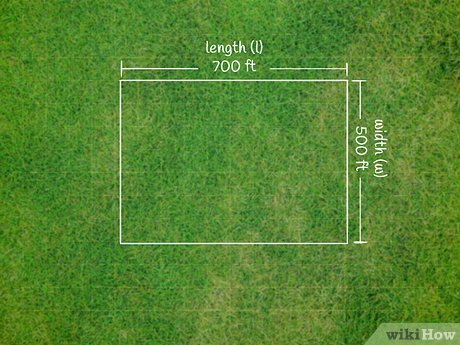 length (l)
700 ft
width (w)
500 ft
wikiHow